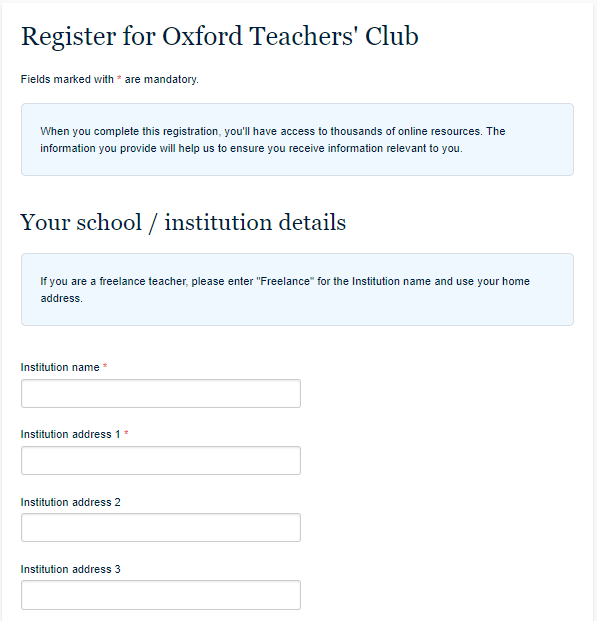 Register for Oxford Teachers' Club
Fields marked with * are mandatory.
When you complete this registration, you'll have access to thousands of online resources. The
information you provide will help us to ensure you receive information relevant to you.
Your school / institution details
If you are a freelance teacher, please enter "Freelance" for the Institution name and use your home
address.
Institution name *
Institution address 1 *
Institution address 2
Institution address 3